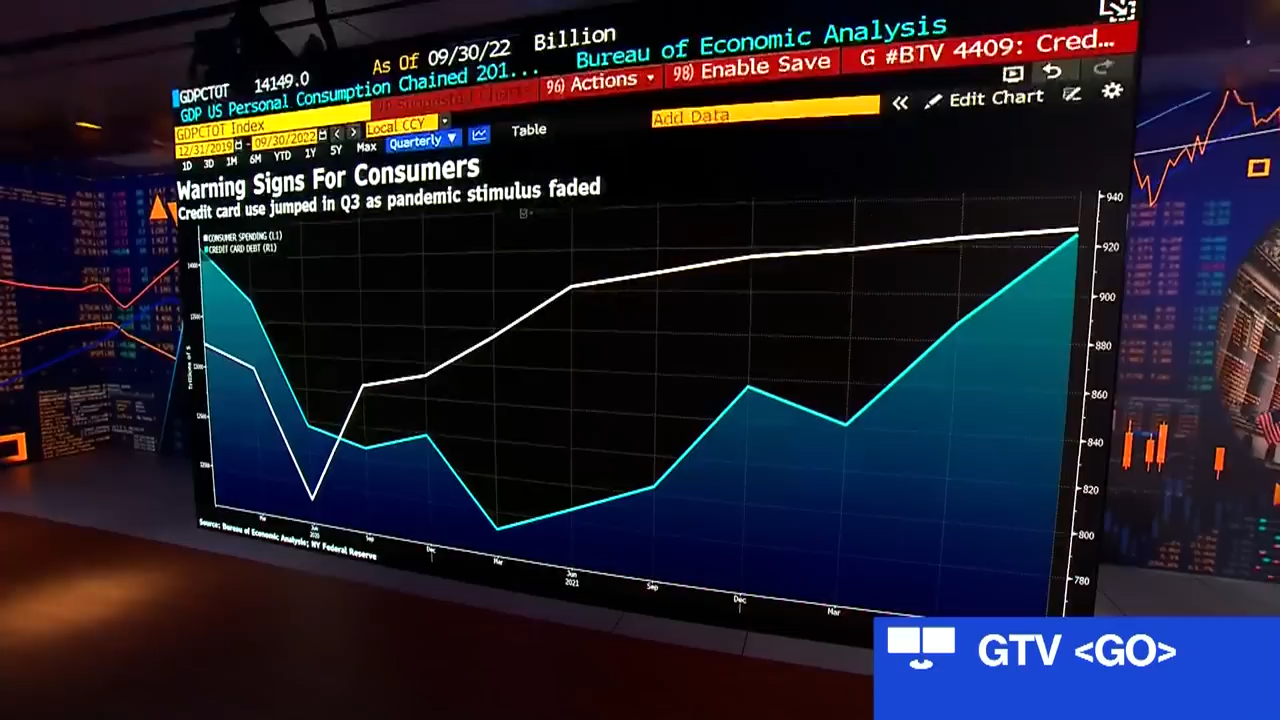 GDPCTOT 14149.0 As Of 09/30/22 Billion
GDP US Personal Consumption Chained 201... Bureau of Economic Analysis
GDPCTOT Index 96) Actions 98) Enable Save G #BTV 4409: Cred...
12/31/2019 - 09/30/2022 Local CCY Add Data « Edit Chart
1D 3D 1M 6M YTD 1Y 5Y Max Quarterly ▼ Table
Warning Signs For Consumers
Credit card use jumped in Q3 as pandemic stimulus faded
CONSUMER SPENDING (L1)
CREDIT CARD DEBT (R1)
940
920
900
880
860
840
820
800
780
Trillions of $
Mar Jun Sep Dec Mar Jun Sep Dec Mar
2020 2021
Source: Bureau of Economic Analysis; NY Federal Reserve
GTV <GO>